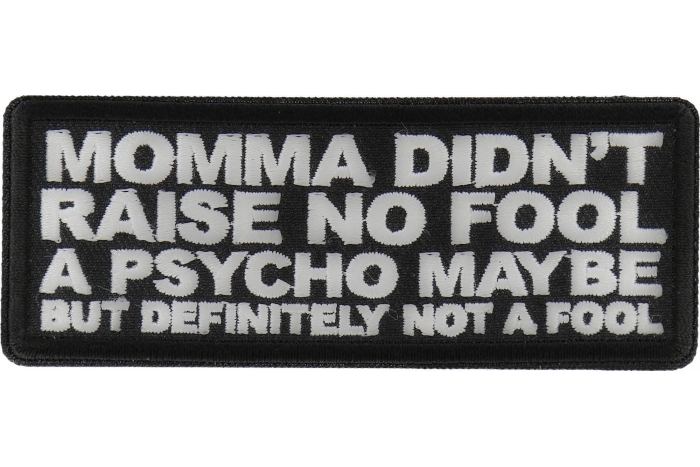 MOMMA DIDN'T
RAISE NO FOOL
A PSYCHO MAYBE
BUT DEFINITELY NOT A FOOL